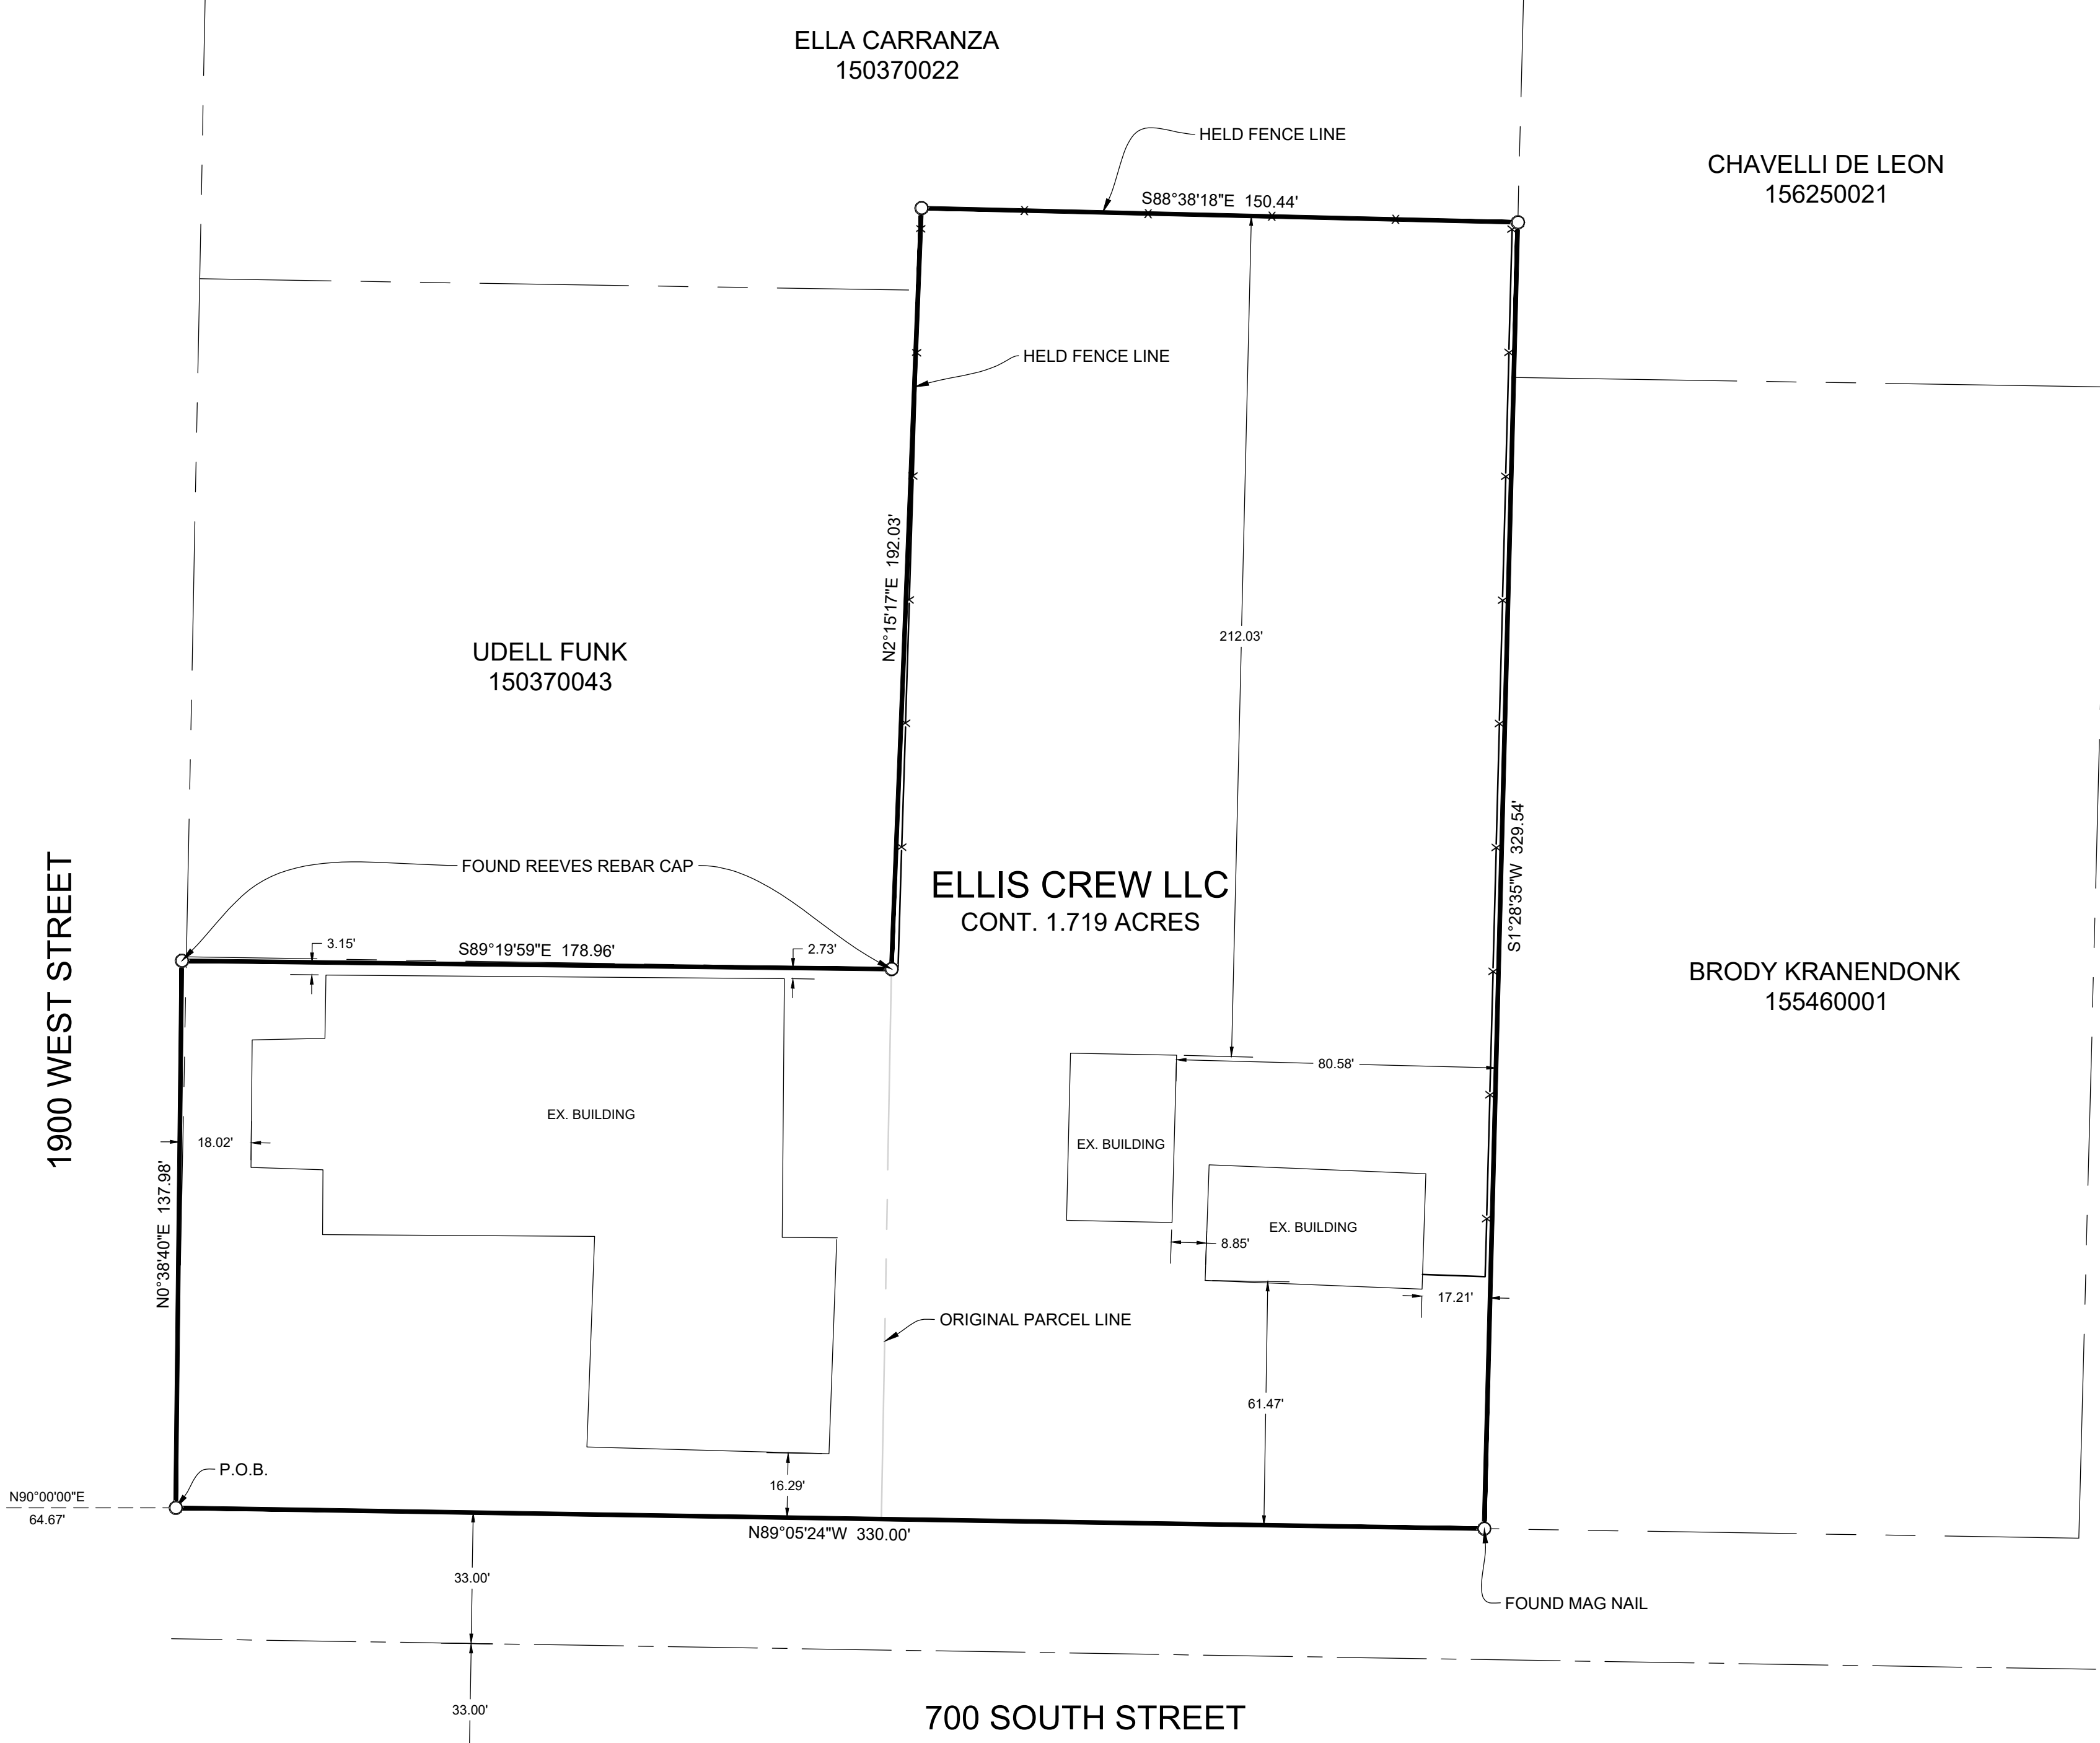 ELLA CARRANZA
150370022
HELD FENCE LINE
CHAVELLI DE LEON
156250021
S88°38'18"E 150.44'
HELD FENCE LINE
N2°15'17"E 192.03'
212.03'
UDELL FUNK
150370043
S1°28'35"W 329.54'
FOUND REEVES REBAR CAP
ELLIS CREW LLC
CONT. 1.719 ACRES
1900 WEST STREET
3.15'
S89°19'59"E 178.96'
2.73'
BRODY KRANENDONK
155460001
80.58'
EX. BUILDING
18.02'
EX. BUILDING
N0°38'40"E 137.98'
EX. BUILDING
8.85'
17.21'
ORIGINAL PARCEL LINE
61.47'
P.O.B.
16.29'
N90°00'00"E
64.67'
N89°05'24"W 330.00'
33.00'
FOUND MAG NAIL
33.00'
700 SOUTH STREET